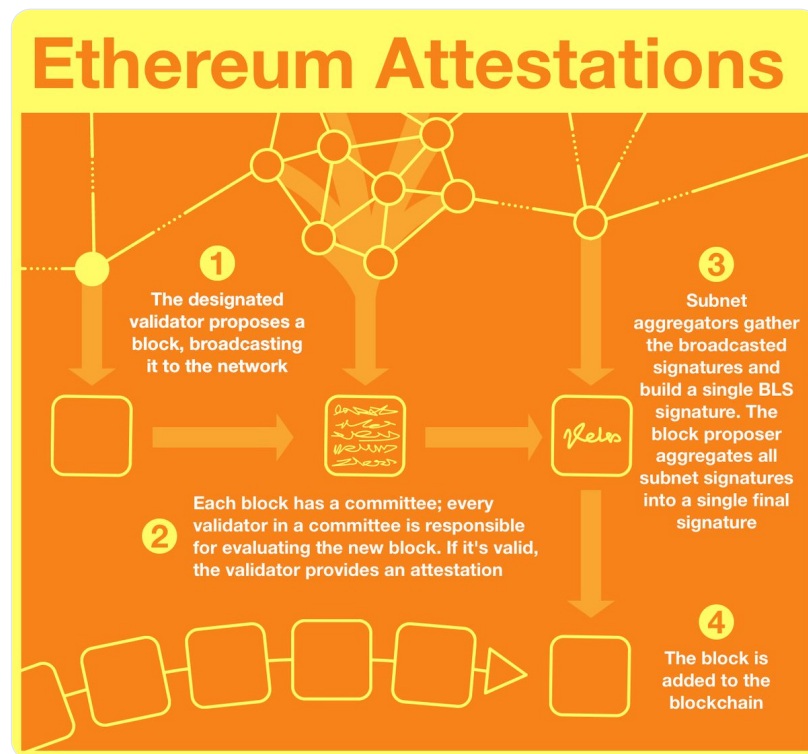 Ethereum Attestations
1
The designated
validator proposes a
block, broadcasting
it to the network
2
Each block has a committee; every
validator in a committee is responsible
for evaluating the new block. If it's valid,
the validator provides an attestation
3
Subnet
aggregators gather
the broadcasted
signatures and
build a single BLS
signature. The
block proposer
aggregates all
subnet signatures
into a single final
signature
4
The block is
added to the
blockchain